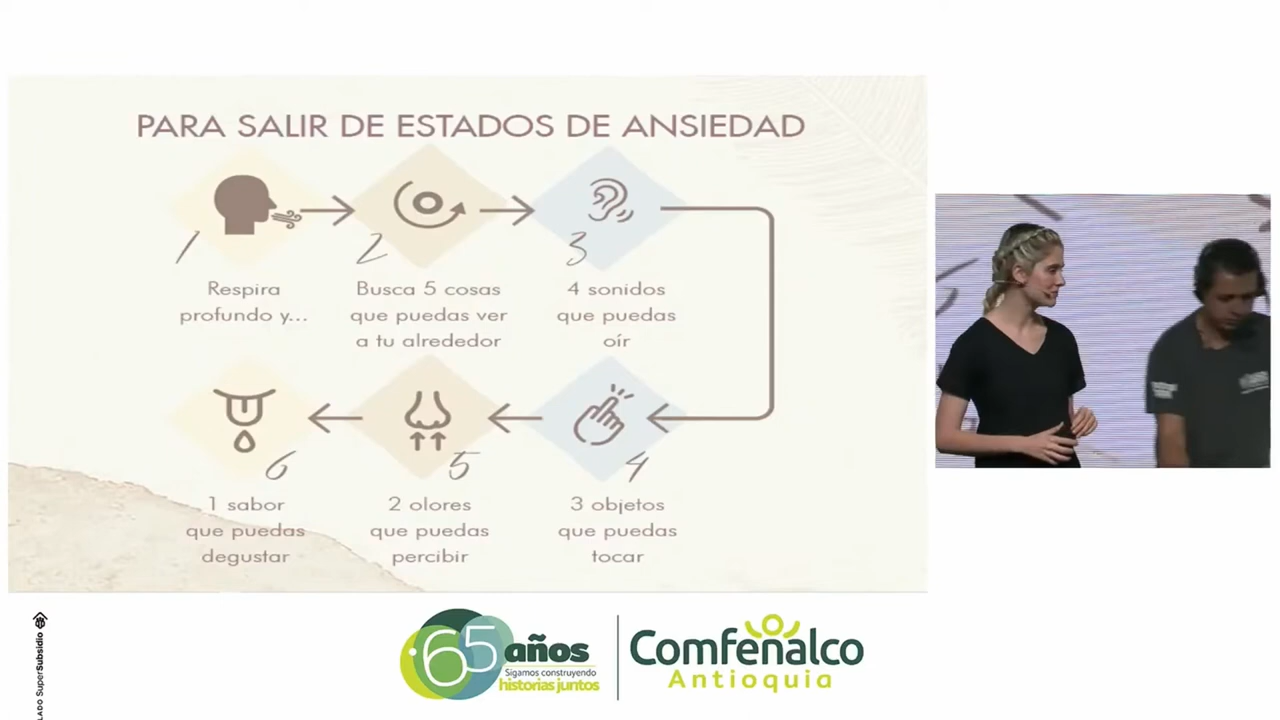 PARA SALIR DE ESTADOS DE ANSIEDAD
1
2
3
Respira
profundo y...
Busca 5 cosas
que puedas ver
a tu alrededor
4 sonidos
que puedas
oír
6
5
4
1 sabor
que puedas
degustar
2 olores
que puedas
percibir
3 objetos
que puedas
tocar
LADO SuperSubsidio
65 años
Sigamos construyendo
historias juntos
Comfenalco
Antioquia